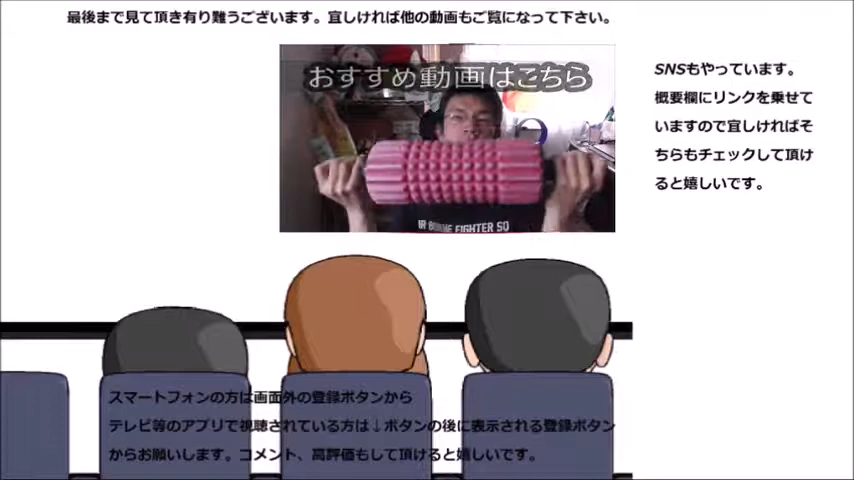 最後まで見て頂き有り難うございます。宜しければ他の動画もご覧になって下さい。
おすすめ動画はこちら
SNSもやっています。
概要欄にリンクを乗せて
いますので宜しければそ
ちらもチェックして頂け
ると嬉しいです。
FIGHTER SO
スマートフォンの方は画面外の登録ボタンから
テレビ等のアプリで視聴されている方は↓ボタンの後に表示される登録ボタン
からお願いします。コメント、高評価もして頂けると嬉しいです。